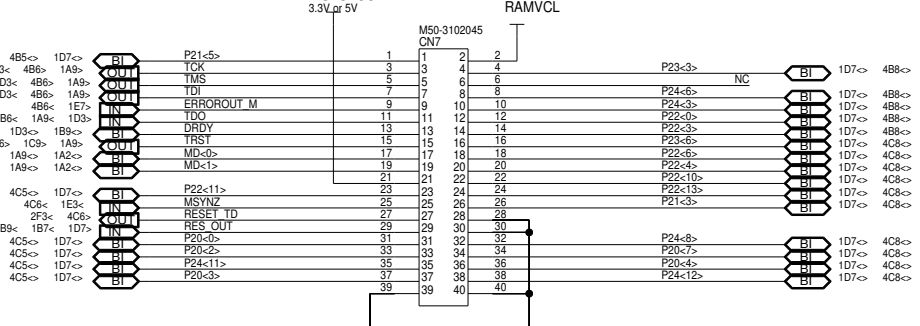 3.3V or 5V
RAMVCL
M50-3102045
CN7
4B5<> 1D7<> BI P21<5> 1 1 2 2
4B6> 1A9> OUT TCK 3 3 4 4 P23<3> BI 1D7<> 4B8<>
D3< 4B6> 1A9> OUT TMS 5 5 6 6 NC
D3< 4B6> 1A9> OUT TDI 7 7 8 8 P24<6> BI 1D7<> 4B8<>
4B6< 1E7> IN ERROROUT_M 9 9 10 10 P24<3> BI 1D7<> 4B8<>
B6< 1A9< 1D3> IN TDO 11 11 12 12 P22<0> BI 1D7<> 4B8<>
1D3> 1B9> BI DRDY 13 13 14 14 P22<3> BI 1D7<> 4B8<>
1C9> 1A9> OUT TRST 15 15 16 16 P23<6> BI 1D7<> 4C8<>
1A9<> 1A2<> BI MD<0> 17 17 18 18 P22<6> BI 1D7<> 4C8<>
1A9<> 1A2<> BI MD<1> 19 19 20 20 P22<4> BI 1D7<> 4C8<>
21 21 22 22 P22<10> BI 1D7<> 4C8<>
4C5<> 1D7<> BI P22<11> 23 23 24 24 P22<13> BI 1D7<> 4C8<>
4C6< 1E3< IN MSYNZ 25 25 26 26 P21<3> BI 1D7<> 4C8<>
2F3< 4C6> OUT RESET_TD 27 27 28 28
B9< 1B7< 1D7> IN RES_OUT 29 29 30 30
4C5<> 1D7<> BI P20<0> 31 31 32 32 P24<8> BI 1D7<> 4C8<>
4C5<> 1D7<> BI P20<2> 33 33 34 34 P20<7> BI 1D7<> 4C8<>
4C5<> 1D7<> BI P24<11> 35 35 36 36 P20<4> BI 1D7<> 4C8<>
4C5<> 1D7<> BI P20<3> 37 37 38 38 P24<12> BI 1D7<> 4C8<>
39 39 40 40